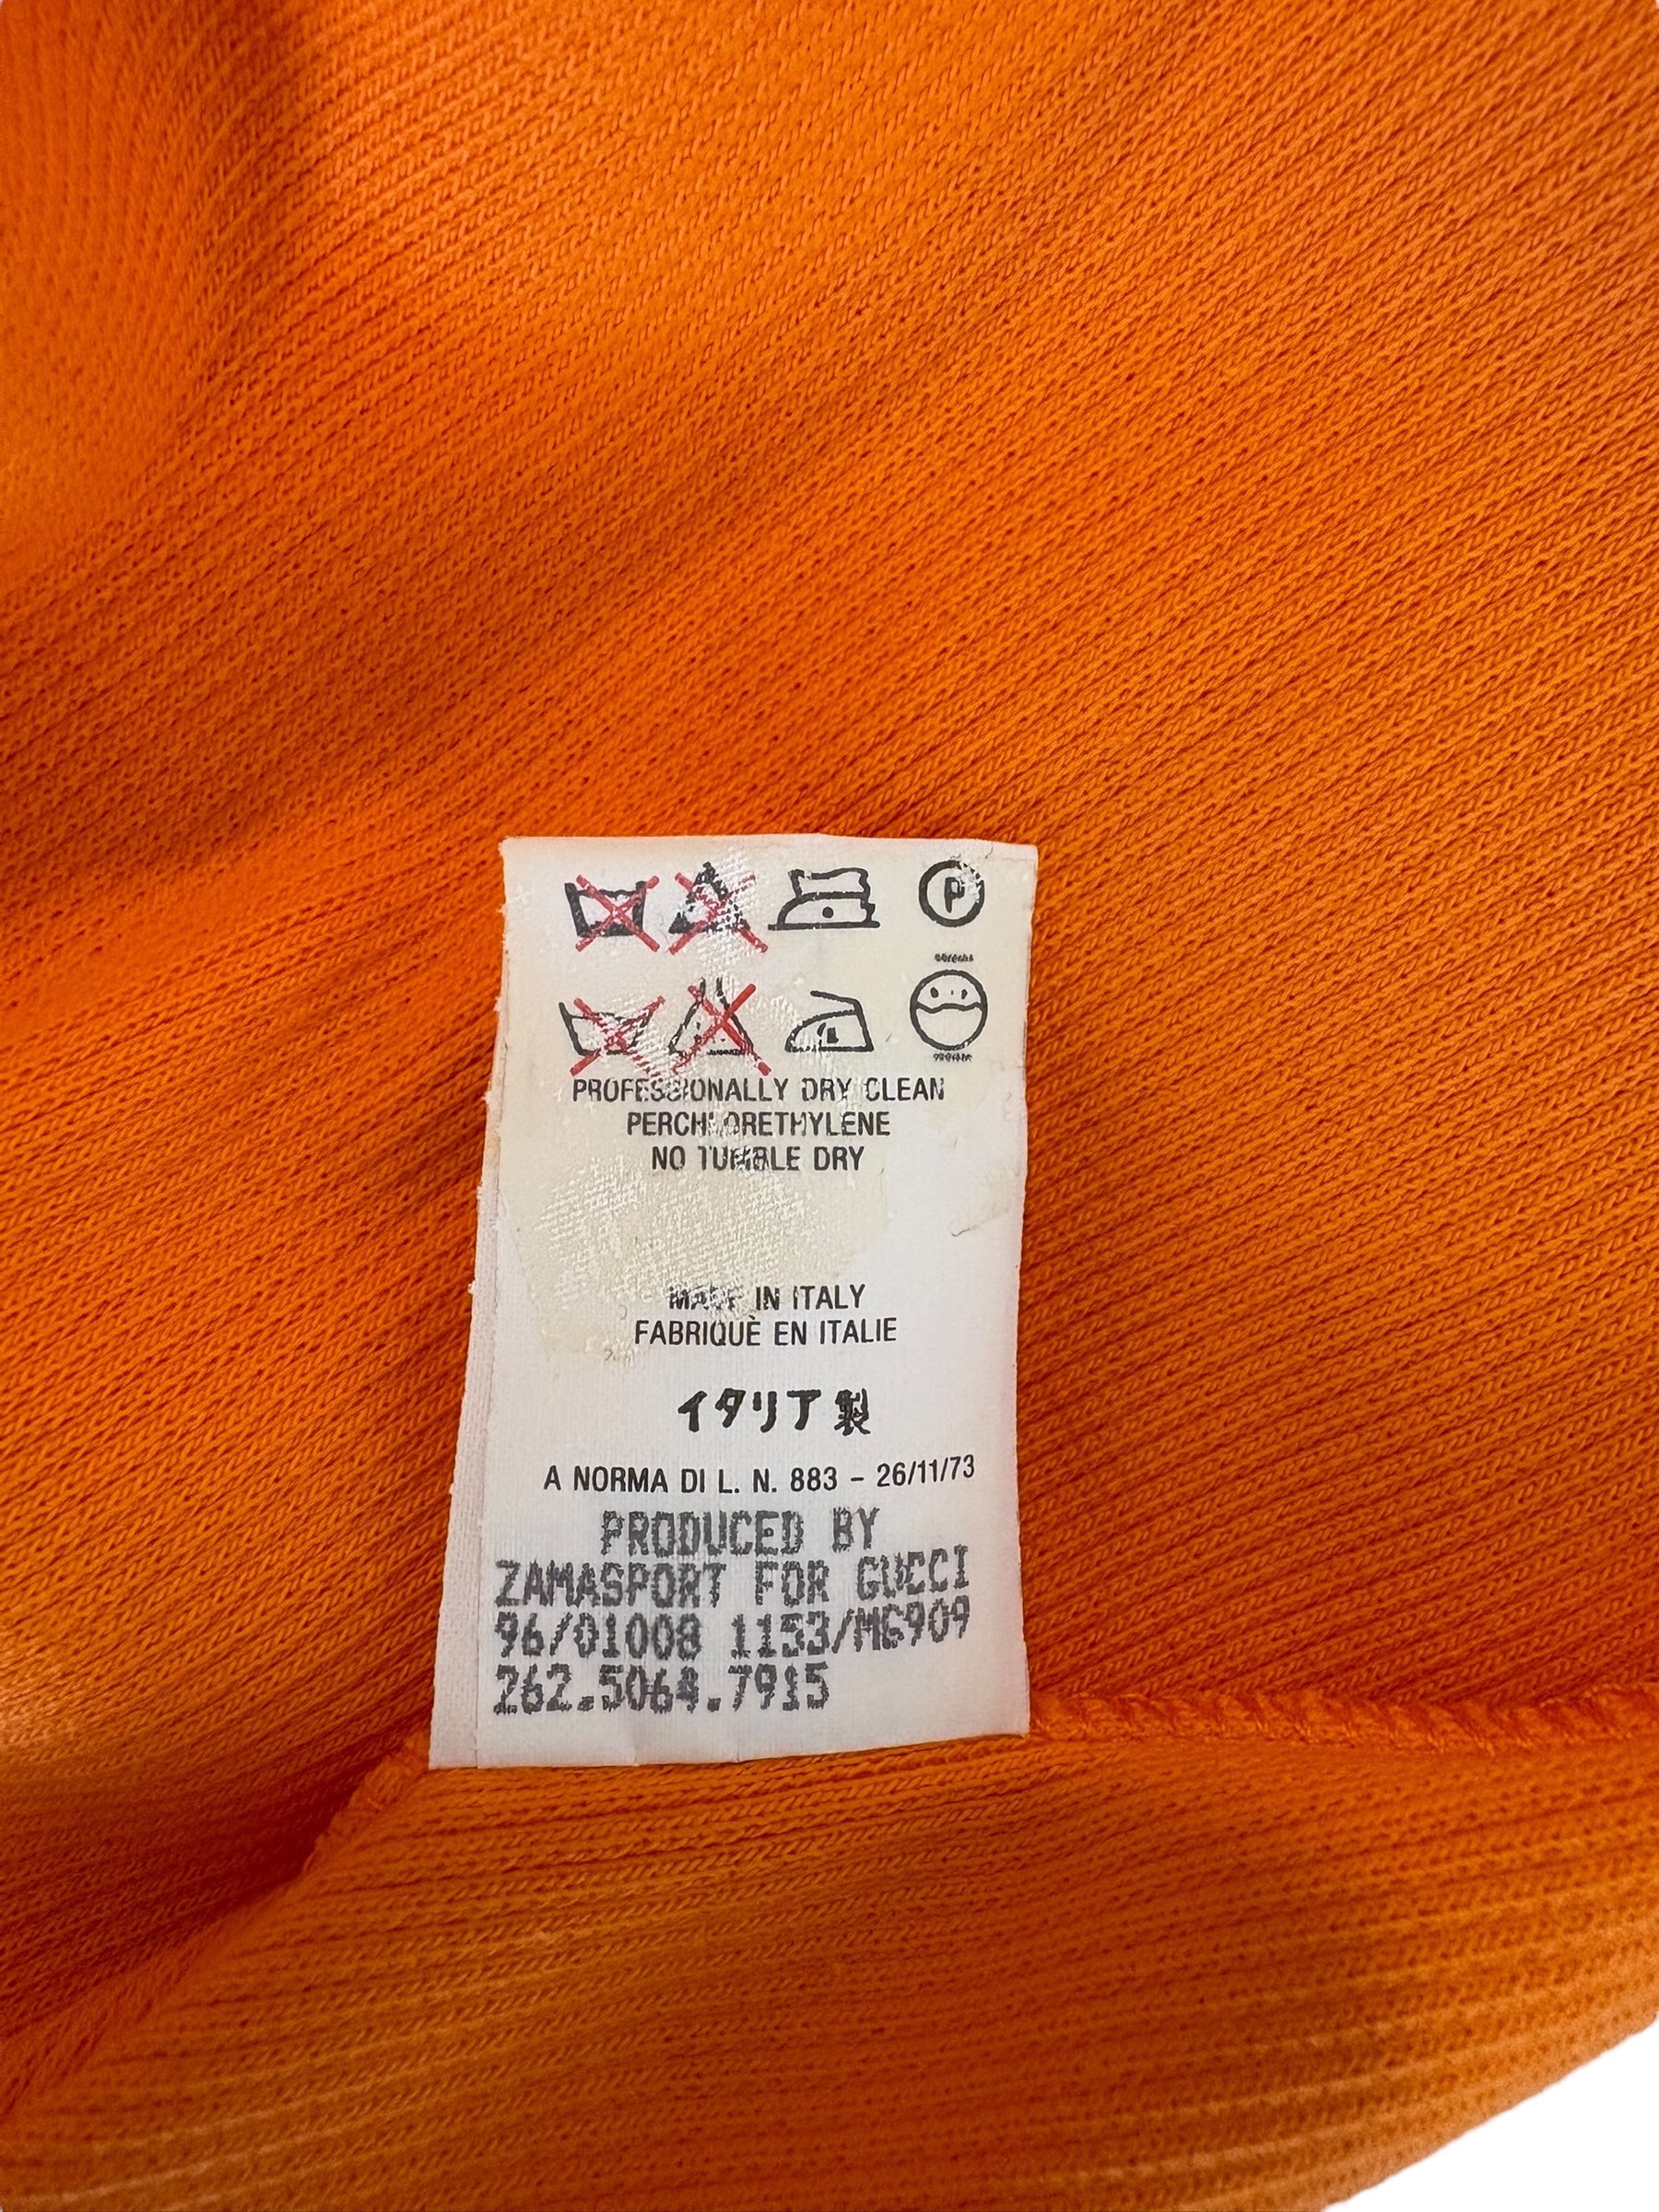 P
PROFESSIONALLY DRY CLEAN
PERCHLORETHYLENE
NO TUMBLE DRY
MADE IN ITALY
FABRIQUÈ EN ITALIE
イタリア製
A NORMA DI L. N. 883 - 26/11/73
PRODUCED BY
ZAMASPORT FOR GUCCI
96/01008 1153/MG909
262.5064.7915